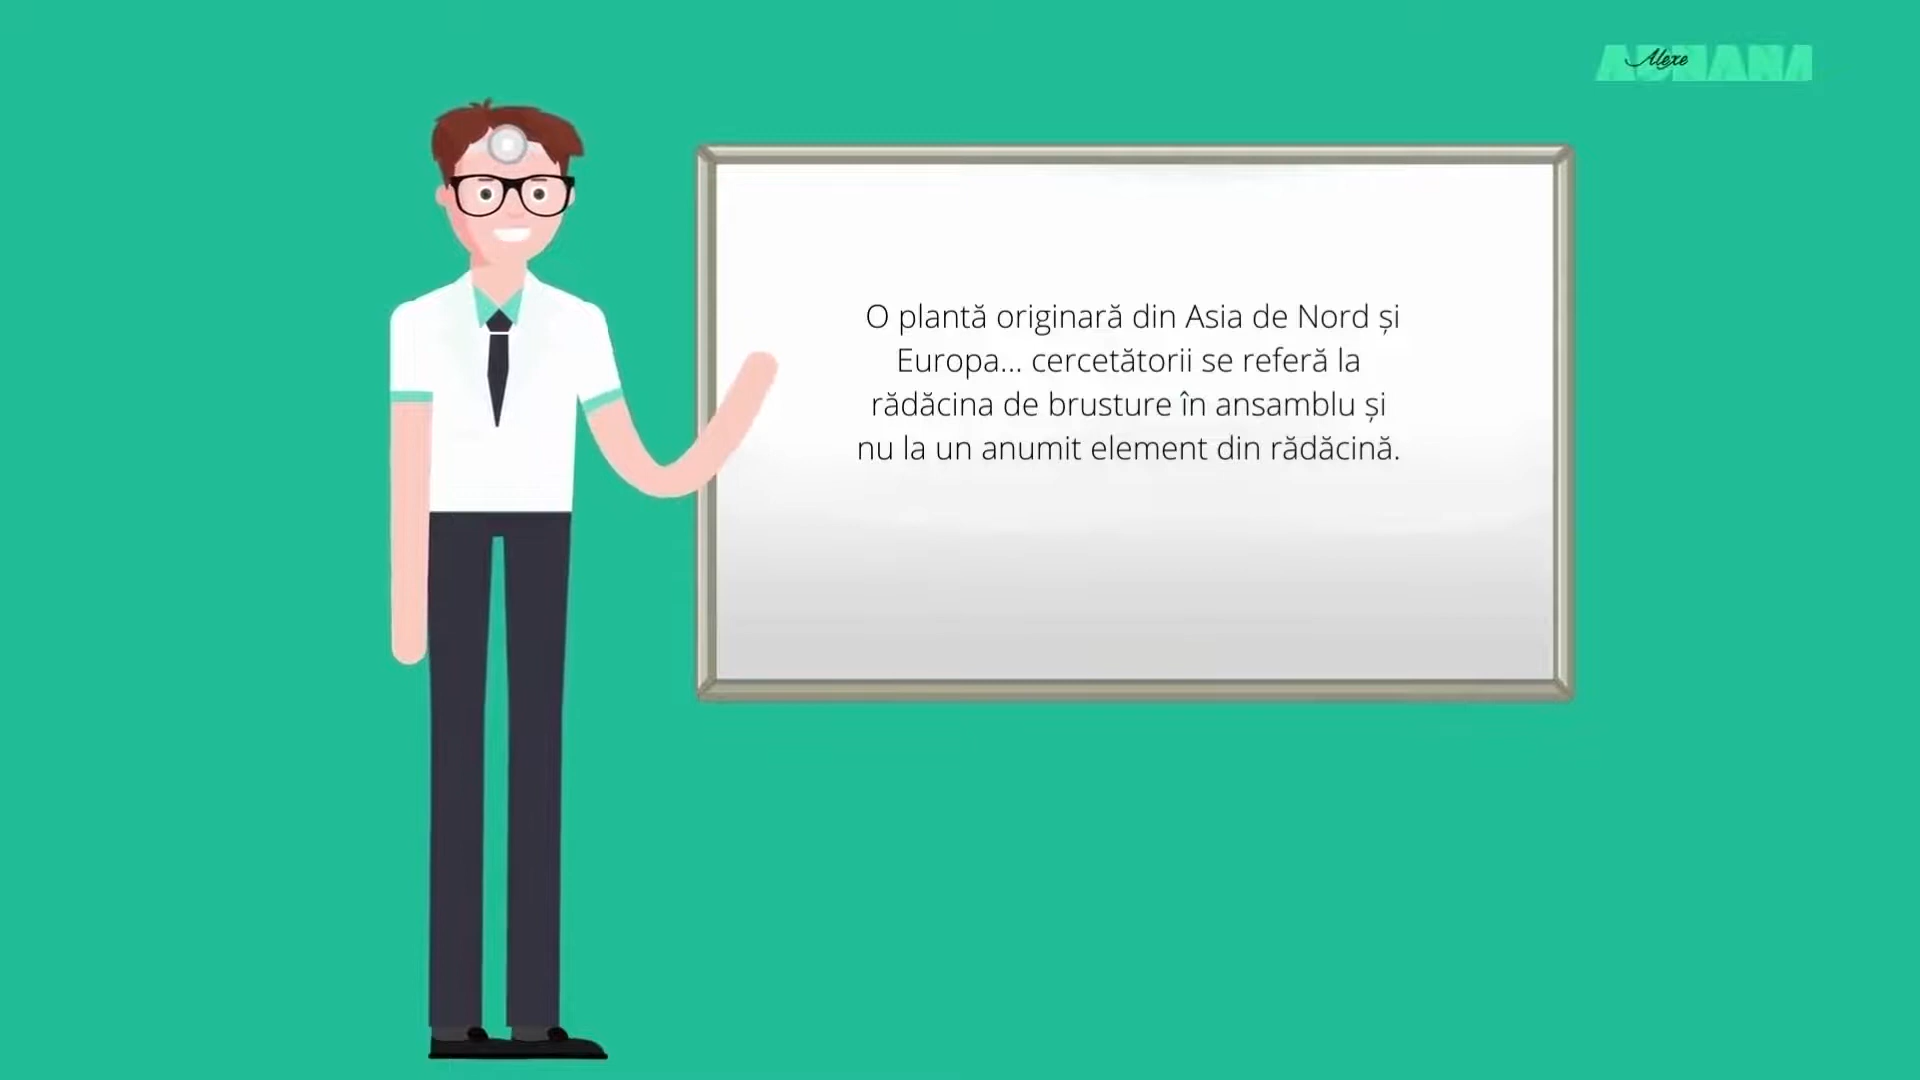 Alexe
O plantă originară din Asia de Nord și
Europa... cercetătorii se referă la
rădăcina de brusture în ansamblu și
nu la un anumit element din rădăcină.